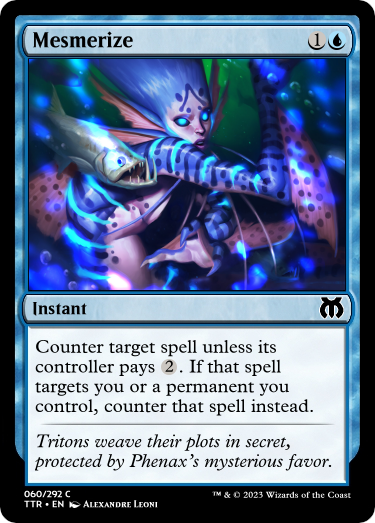 Mesmerize 1
Instant
Counter target spell unless its
controller pays 2. If that spell
targets you or a permanent you
control, counter that spell instead.
Tritons weave their plots in secret,
protected by Phenax's mysterious favor.
060/292 C
TTR • EN Alexandre Leoni
™ & © 2023 Wizards of the Coast